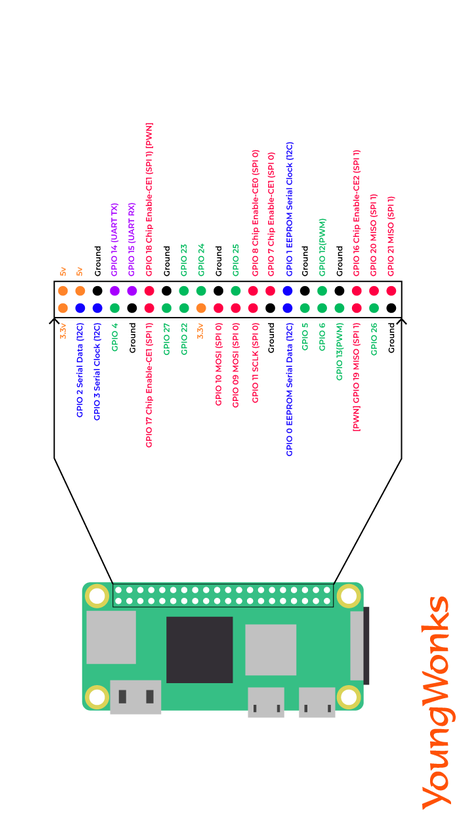 5v
5v
Ground
GPIO 14 (UART TX)
GPIO 15 (UART RX)
GPIO 18 Chip Enable-CE1 (SPI 1) [PWN]
Ground
GPIO 23
GPIO 24
Ground
GPIO 25
GPIO 8 Chip Enable-CE0 (SPI 0)
GPIO 7 Chip Enable-CE1 (SPI 0)
GPIO 1 EEPROM Serial Clock (12C)
Ground
GPIO 12(PWM)
Ground
GPIO 16 Chip Enable-CE2 (SPI 1)
GPIO 20 MISO (SPI 1)
GPIO 21 MISO (SPI 1)
3.3v
GPIO 2 Serial Data (12C)
GPIO 3 Serial Clock (12C)
GPIO 4
Ground
GPIO 17 Chip Enable-CE1 (SPI 1)
GPIO 27
GPIO 22
3.3v
GPIO 10 MOSI (SPI 0)
GPIO 09 MOSI (SPI 0)
GPIO 11 SCLK (SPI 0)
Ground
GPIO 0 EEPROM Serial Data (12C)
GPIO 5
GPIO 6
GPIO 13(PWM)
[PWN] GPIO 19 MISO (SPI 1)
GPIO 26
Ground
YoungWonks